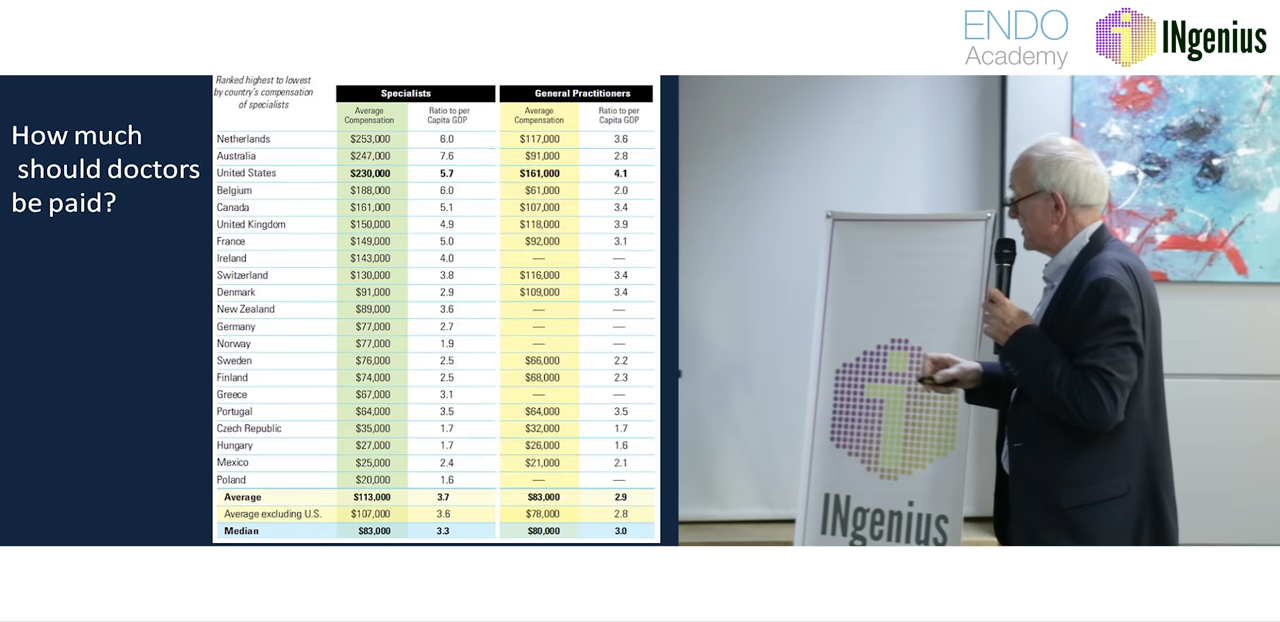 ENDO
Academy
INgenius
How much
should doctors
be paid?
Ranked highest to lowest
by country's compensation
of specialists
Specialists General Practitioners
Average Compensation Ratio to per Capita GDP Average Compensation Ratio to per Capita GDP
Netherlands $253,000 6.0 $117,000 3.6
Australia $247,000 7.6 $91,000 2.8
United States $230,000 5.7 $161,000 4.1
Belgium $188,000 6.0 $61,000 2.0
Canada $161,000 5.1 $107,000 3.4
United Kingdom $150,000 4.9 $118,000 3.9
France $149,000 5.0 $92,000 3.1
Ireland $143,000 4.0 — —
Switzerland $130,000 3.8 $116,000 3.4
Denmark $91,000 2.9 $109,000 3.4
New Zealand $89,000 3.6 — —
Germany $77,000 2.7 — —
Norway $77,000 1.9 — —
Sweden $76,000 2.5 $66,000 2.2
Finland $74,000 2.5 $68,000 2.3
Greece $67,000 3.1 — —
Portugal $64,000 3.5 $64,000 3.5
Czech Republic $35,000 1.7 $32,000 1.7
Hungary $27,000 1.7 $26,000 1.6
Mexico $25,000 2.4 $21,000 2.1
Poland $20,000 1.6 — —
Average $113,000 3.7 $83,000 2.9
Average excluding U.S. $107,000 3.6 $78,000 2.8
Median $83,000 3.3 $80,000 3.0
INgenius